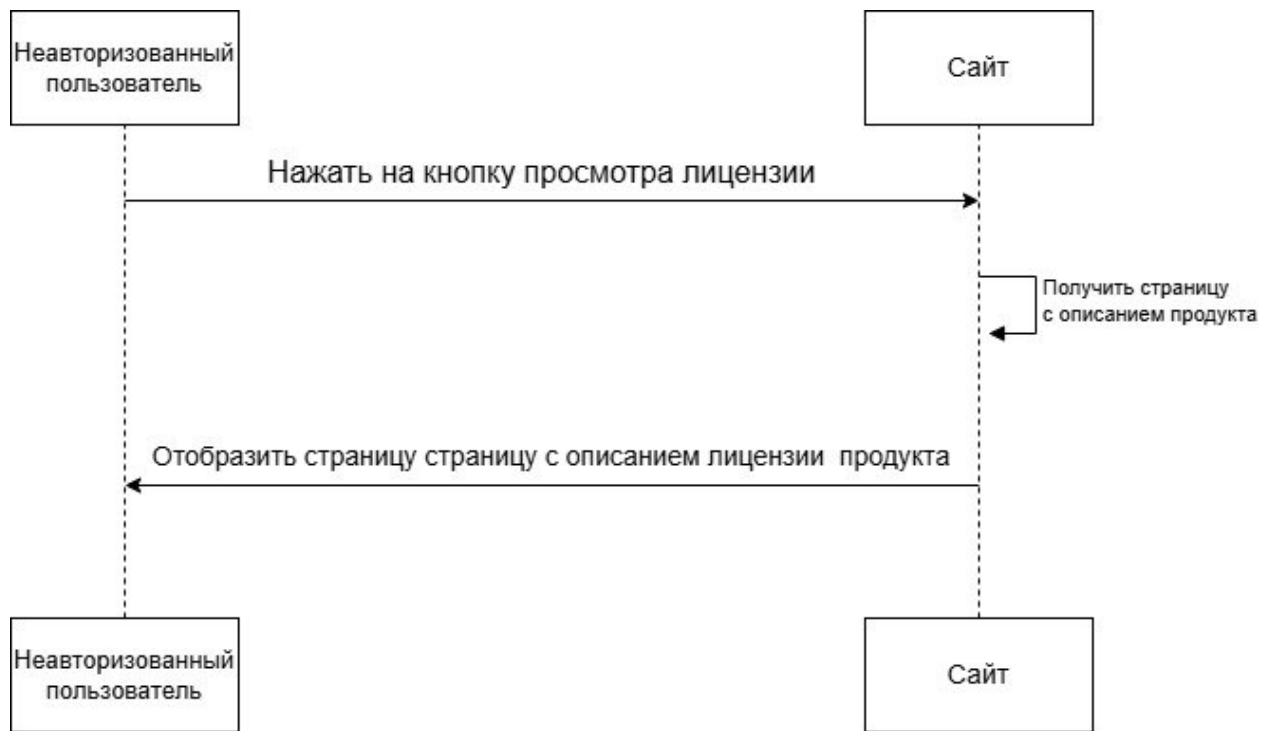 Неавторизованный
пользователь
Сайт
Нажать на кнопку просмотра лицензии
Получить страницу
с описанием продукта
Отобразить страницу страницу с описанием лицензии  продукта
Неавторизованный
пользователь
Сайт